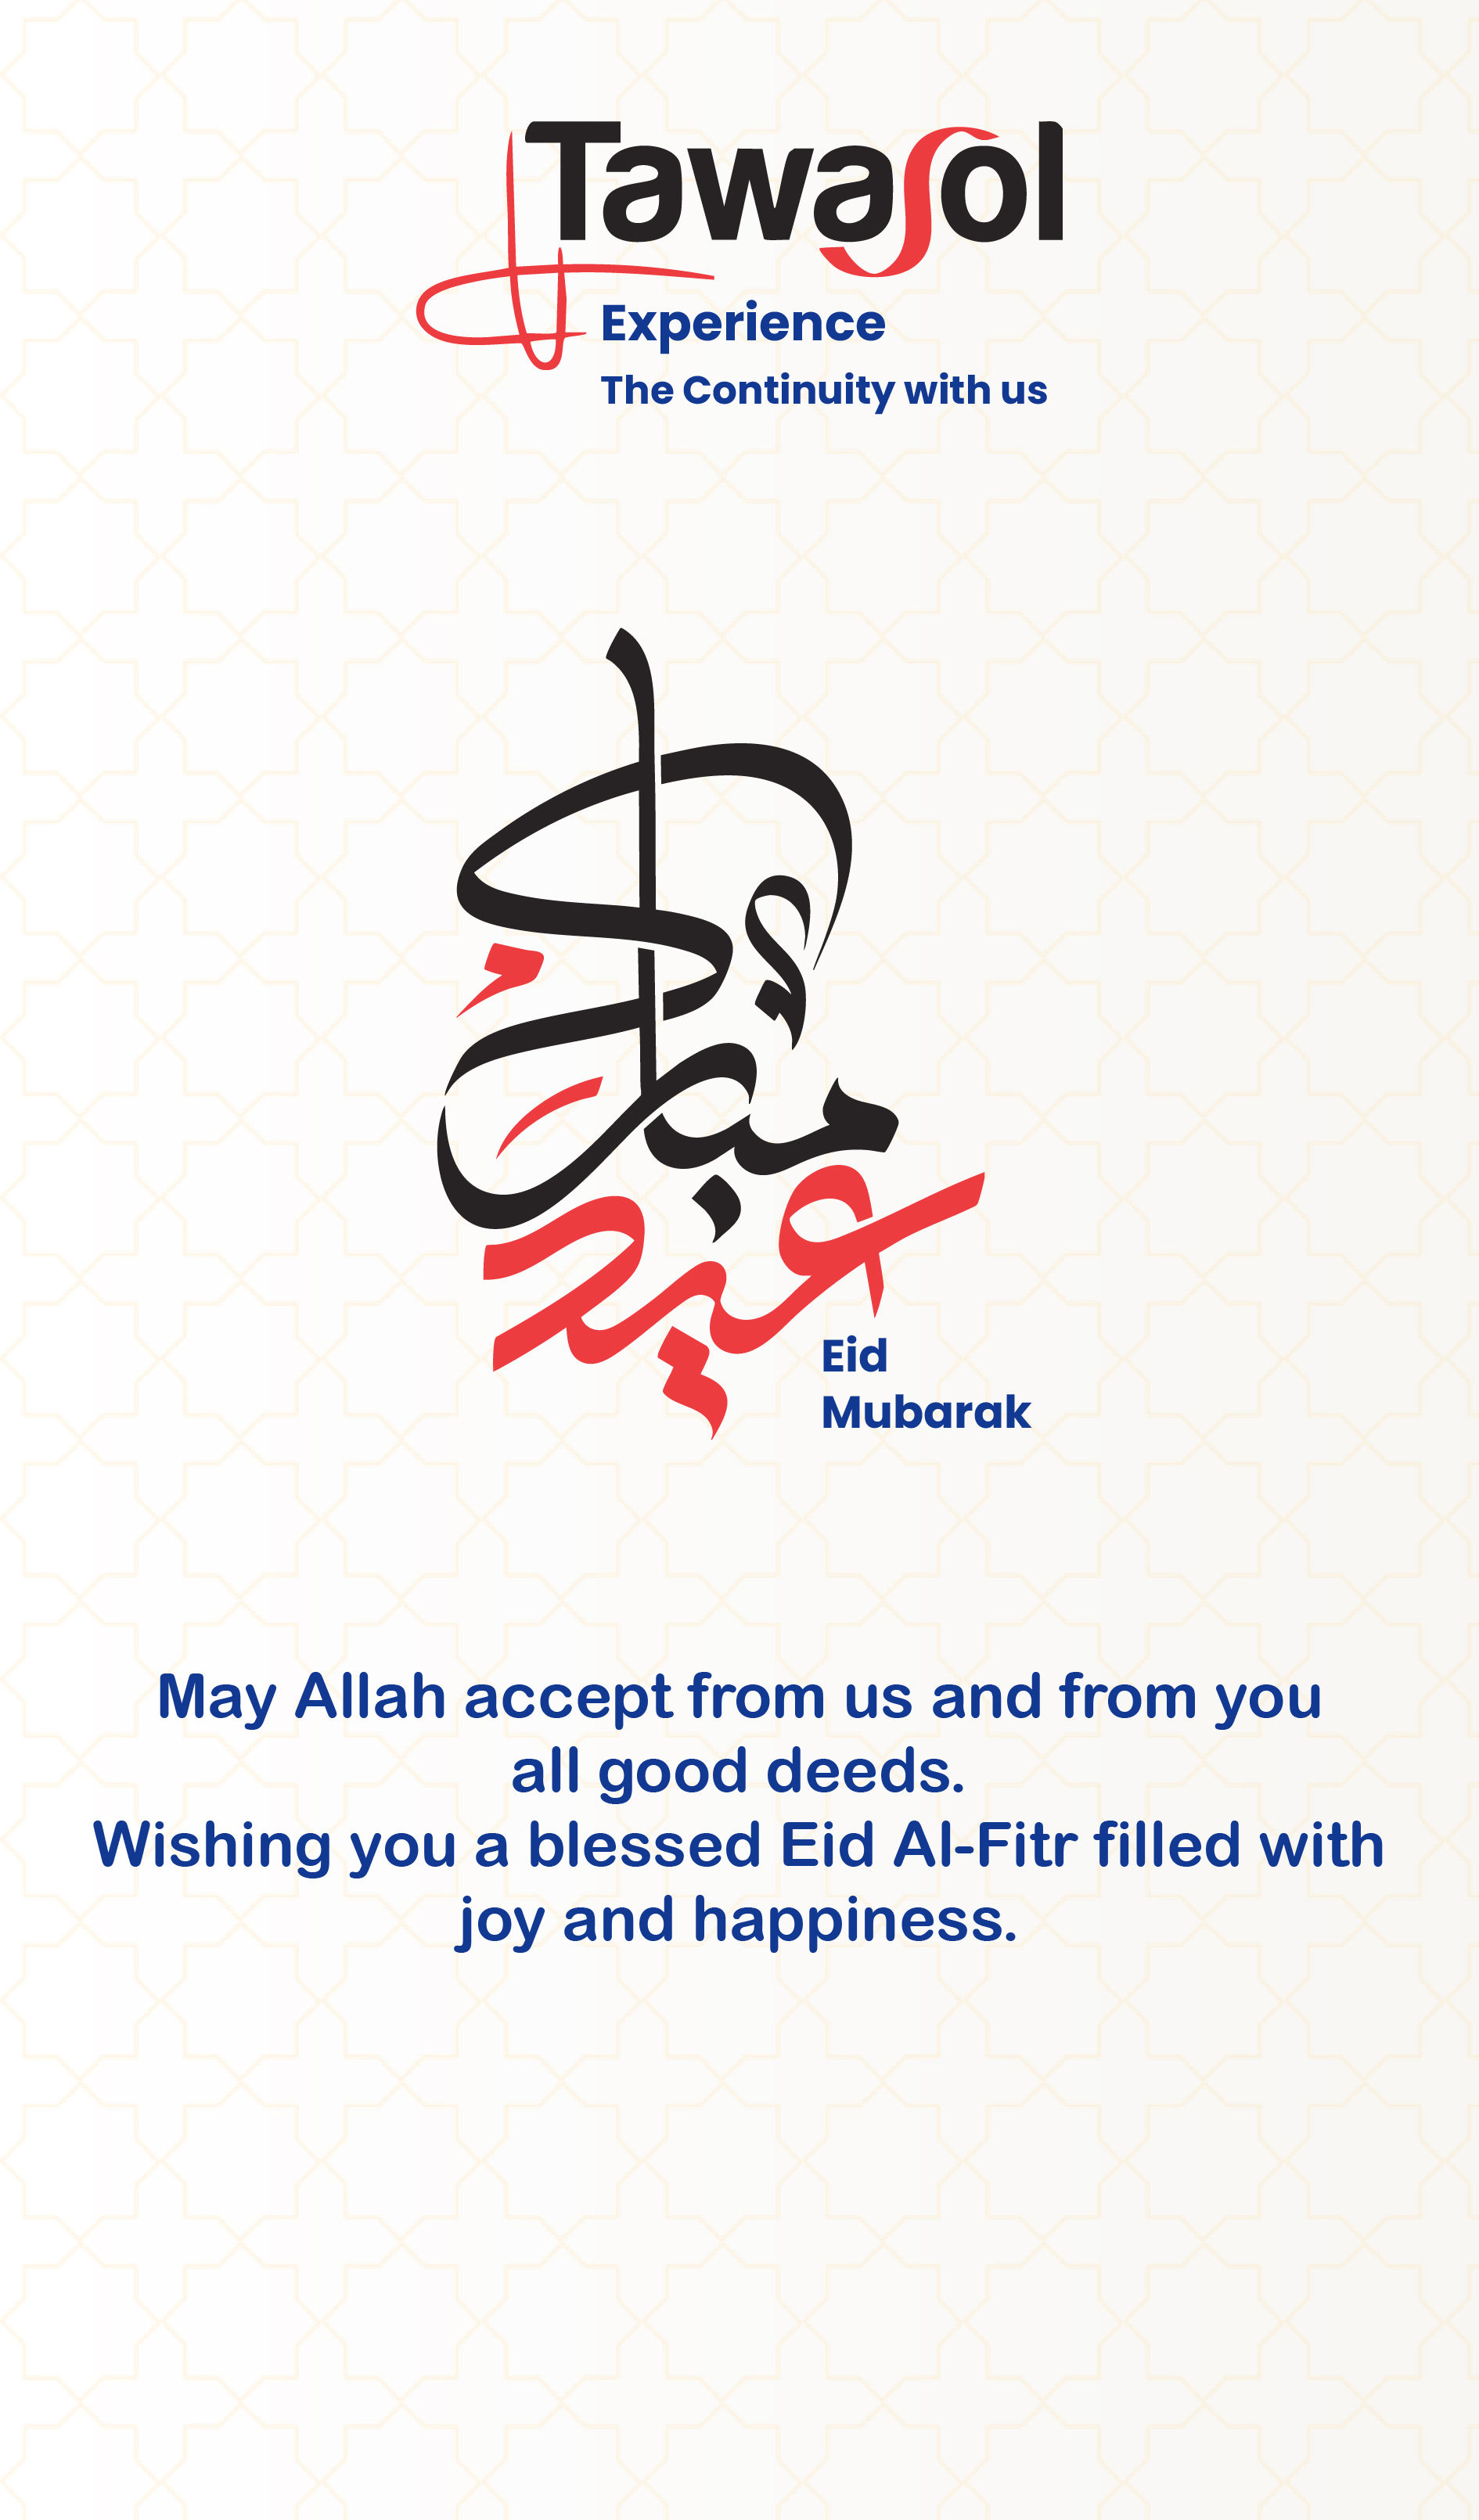 Tawasol
Experience
The Continuity with us
عيد
مبارك
Eid
Mubarak
May Allah accept from us and from you
all good deeds.
Wishing you a blessed Eid Al-Fitr filled with
joy and happiness.